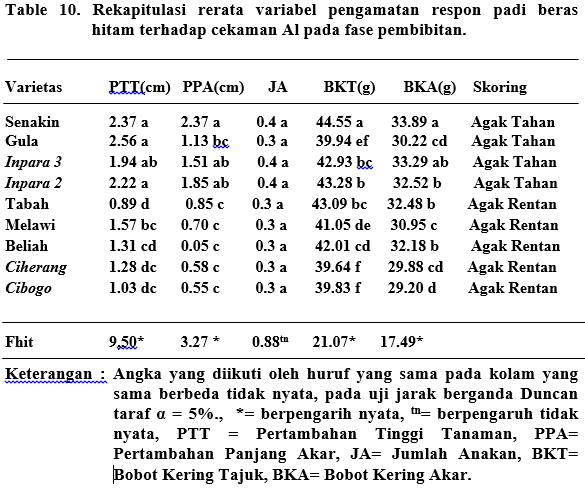 Table 10. Rekapitulasi rerata variabel pengamatan respon padi beras
hitam terhadap cekaman Al pada fase pembibitan.
Varietas PTT(cm) PPA(cm) JA BKT(g) BKA(g) Skoring
Senakin 2.37 a 2.37 a 0.4 a 44.55 a 33.89 a Agak Tahan
Gula 2.56 a 1.13 bc 0.3 a 39.94 ef 30.22 cd Agak Tahan
Inpara 3 1.94 ab 1.51 ab 0.4 a 42.93 bc 33.29 ab Agak Tahan
Inpara 2 2.22 a 1.85 ab 0.4 a 43.28 b 32.52 b Agak Tahan
Tabah 0.89 d 0.85 c 0.3 a 43.09 bc 32.48 b Agak Rentan
Melawi 1.57 bc 0.70 c 0.3 a 41.05 de 30.95 c Agak Rentan
Beliah 1.31 cd 0.05 c 0.3 a 42.01 cd 32.18 b Agak Rentan
Ciherang 1.28 dc 0.58 c 0.3 a 39.64 f 29.88 cd Agak Rentan
Cibogo 1.03 dc 0.55 c 0.3 a 39.83 f 29.20 d Agak Rentan
Fhit 9,50* 3.27 * 0.88tn 21.07* 17.49*
Keterangan : Angka yang diikuti oleh huruf yang sama pada kolam yang
sama berbeda tidak nyata, pada uji jarak berganda Duncan
taraf α = 5%., *= berpengarih nyata, tn= berpengaruh tidak
nyata, PTT = Pertambahan Tinggi Tanaman, PPA=
Pertambahan Panjang Akar, JA= Jumlah Anakan, BKT=
Bobot Kering Tajuk, BKA= Bobot Kering Akar.